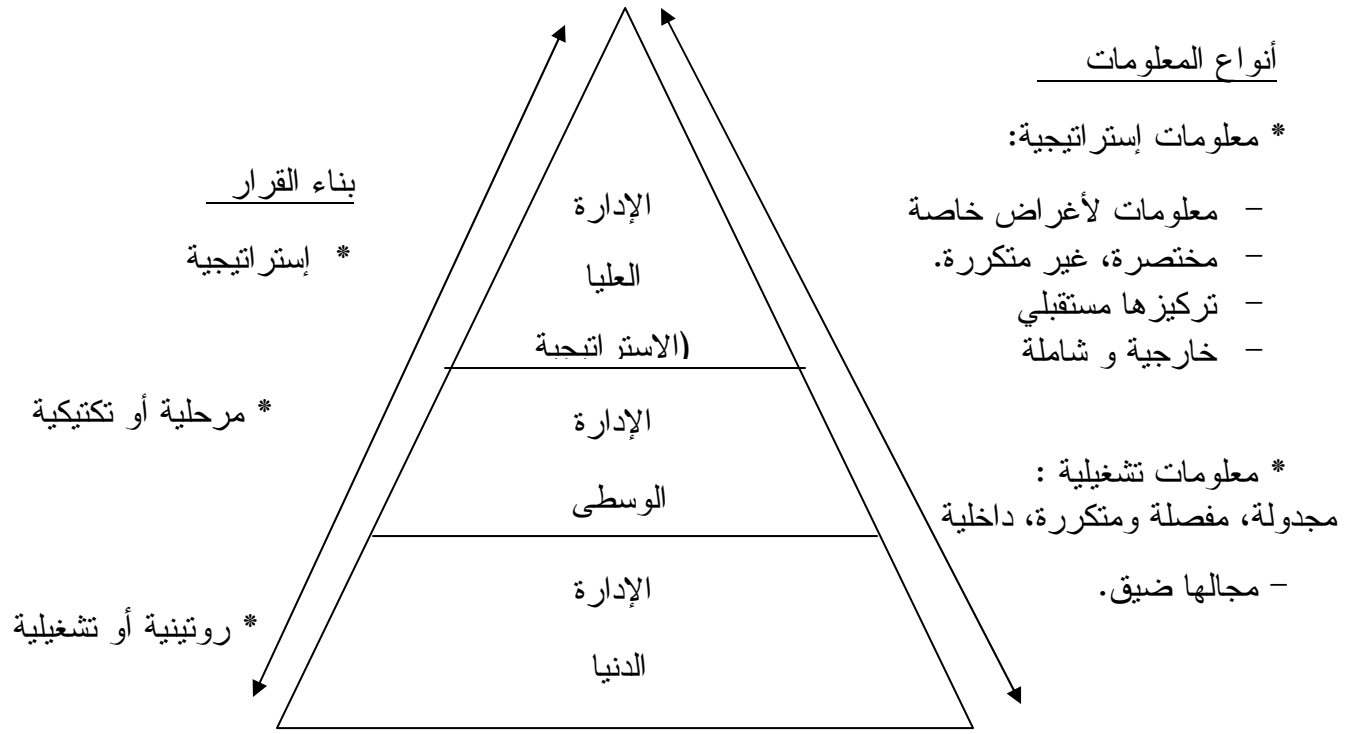 أنواع المعلومات
* معلومات إستراتيجية:
- معلومات لأغراض خاصة
- مختصرة، غير متكررة.
- تركيزها مستقبلي
- خارجية و شاملة
* معلومات تشغيلية :
مجدولة، مفصلة ومتكررة، داخلية
- مجالها ضيق.
الإدارة
العليا
(الاستراتيجية
الإدارة
الوسطى
الإدارة
الدنيا
بناء القرار
* إستراتيجية
* مرحلية أو تكتيكية
* روتينية أو تشغيلية